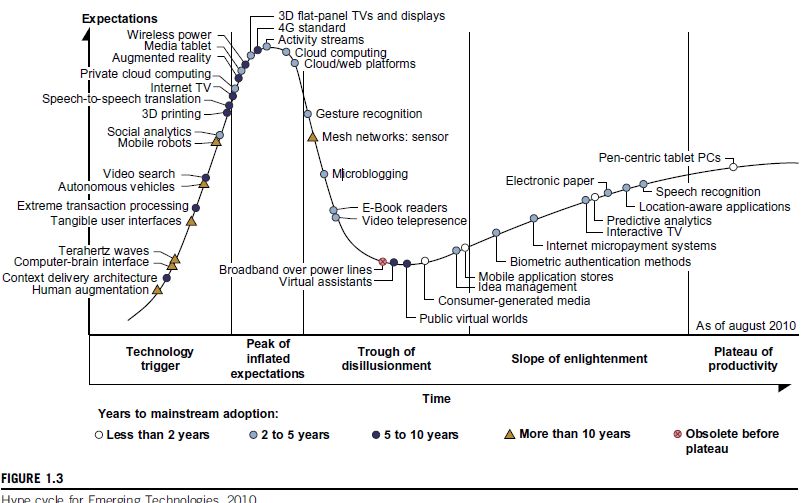 Expectations
3D flat-panel TVs and displays
Wireless power
4G standard
Media tablet
Activity streams
Augmented reality
Cloud computing
Cloud/web platforms
Private cloud computing
Internet TV
Speech-to-speech translation
3D printing
Gesture recognition
Social analytics
Mesh networks: sensor
Mobile robots
Pen-centric tablet PCs
Video search
Microblogging
Autonomous vehicles
Electronic paper
Speech recognition
Extreme transaction processing
E-Book readers
Location-aware applications
Tangible user interfaces
Video telepresence
Predictive analytics
Interactive TV
Internet micropayment systems
Terahertz waves
Computer-brain interface
Biometric authentication methods
Broadband over power lines
Context delivery architecture
Mobile application stores
Virtual assistants
Human augmentation
Idea management
Consumer-generated media
Public virtual worlds
As of august 2010
Technology
trigger
Peak of
inflated
expectations
Trough of
disillusionment
Slope of enlightenment
Plateau of
productivity
Time
Years to mainstream adoption:
Less than 2 years
2 to 5 years
5 to 10 years
More than 10 years
Obsolete before
plateau
FIGURE 1.3
Hype cycle for Emerging Technologies, 2010